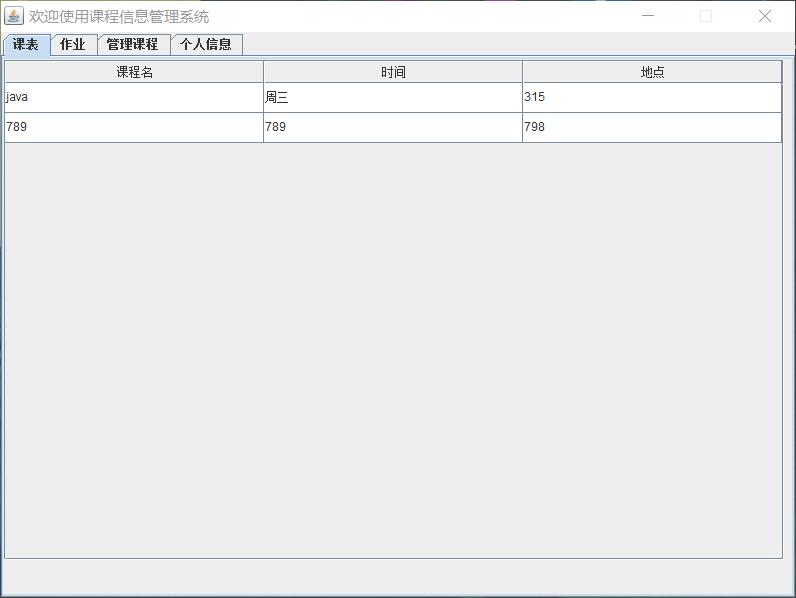 欢迎使用课程信息管理系统
课表 作业 管理课程 个人信息
课程名 时间 地点
java 周三 315
789 789 798